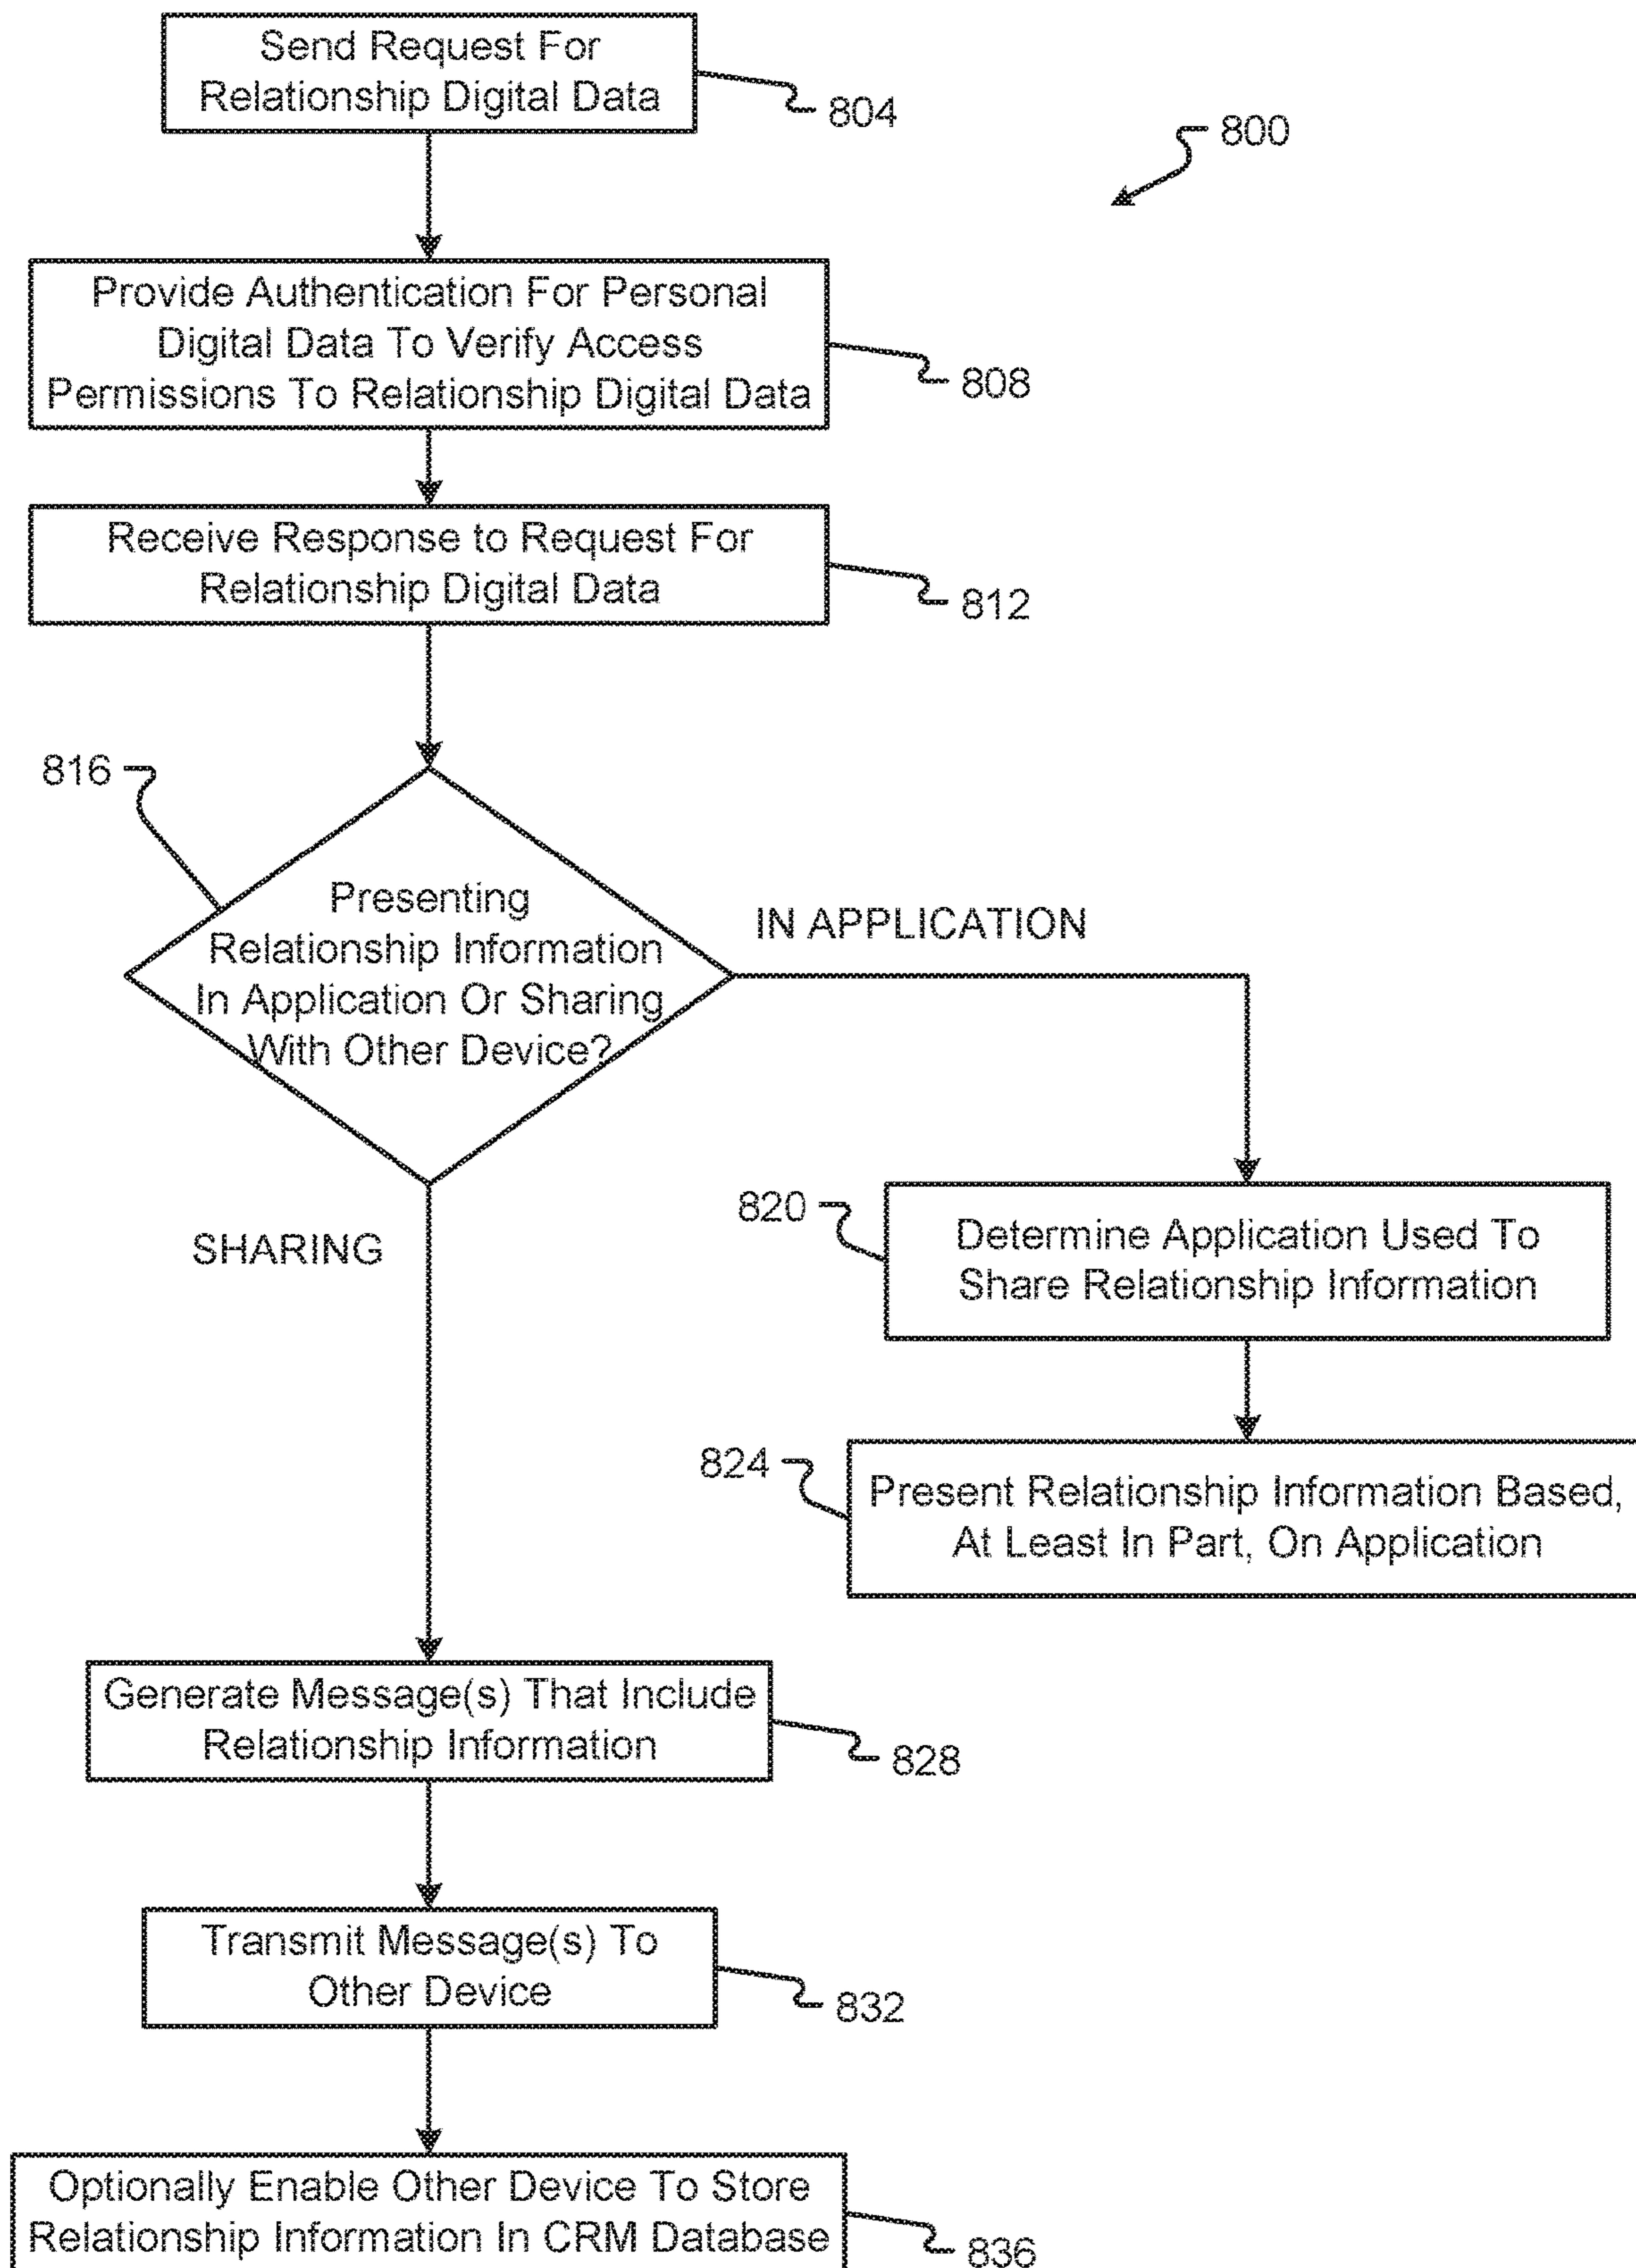 Send Request For
Relationship Digital Data
804
800
Provide Authentication For Personal
Digital Data To Verify Access
Permissions To Relationship Digital Data
808
Receive Response to Request For
Relationship Digital Data
812
816
Presenting
Relationship Information
In Application Or Sharing
With Other Device?
IN APPLICATION
SHARING
820
Determine Application Used To
Share Relationship Information
824
Present Relationship Information Based,
At Least In Part, On Application
Generate Message(s) That Include
Relationship Information
828
Transmit Message(s) To
Other Device
832
Optionally Enable Other Device To Store
Relationship Information In CRM Database
836